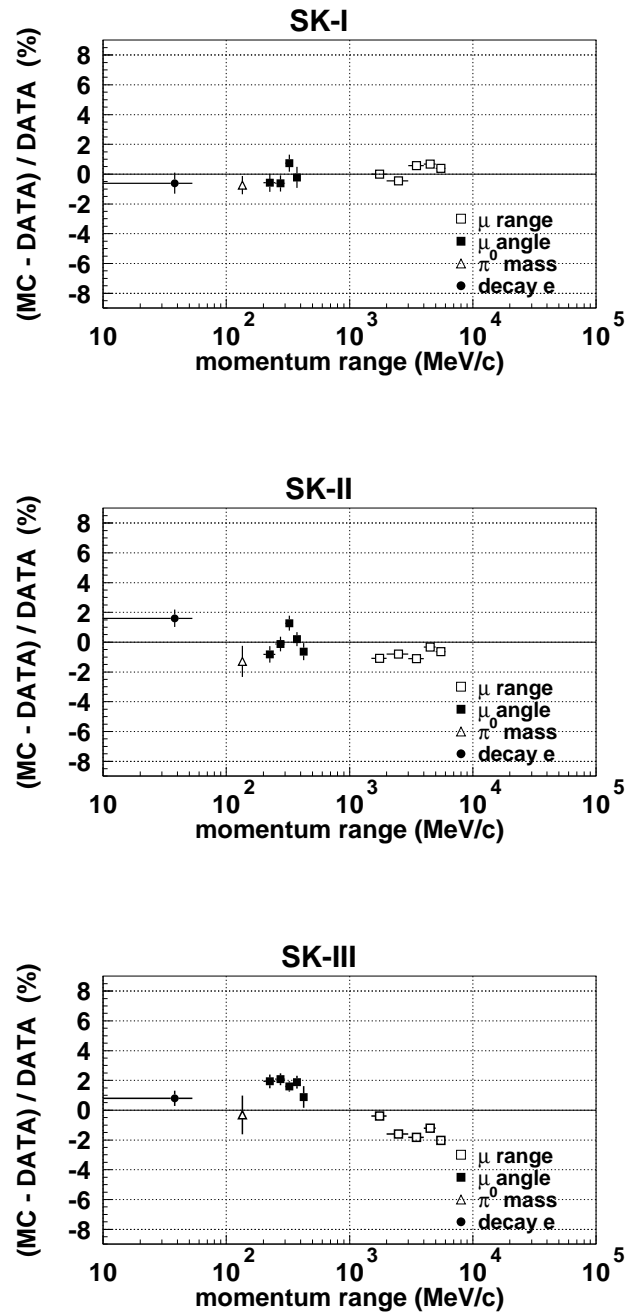 SK-I
(MC - DATA) / DATA (%)
8
6
4
2
0
-2
-4
-6
-8
μ range
μ angle
π⁰ mass
decay e
10 10² 10³ 10⁴ 10⁵
momentum range (MeV/c)
SK-II
(MC - DATA) / DATA (%)
8
6
4
2
0
-2
-4
-6
-8
μ range
μ angle
π⁰ mass
decay e
10 10² 10³ 10⁴ 10⁵
momentum range (MeV/c)
SK-III
(MC - DATA) / DATA (%)
8
6
4
2
0
-2
-4
-6
-8
μ range
μ angle
π⁰ mass
decay e
10 10² 10³ 10⁴ 10⁵
momentum range (MeV/c)